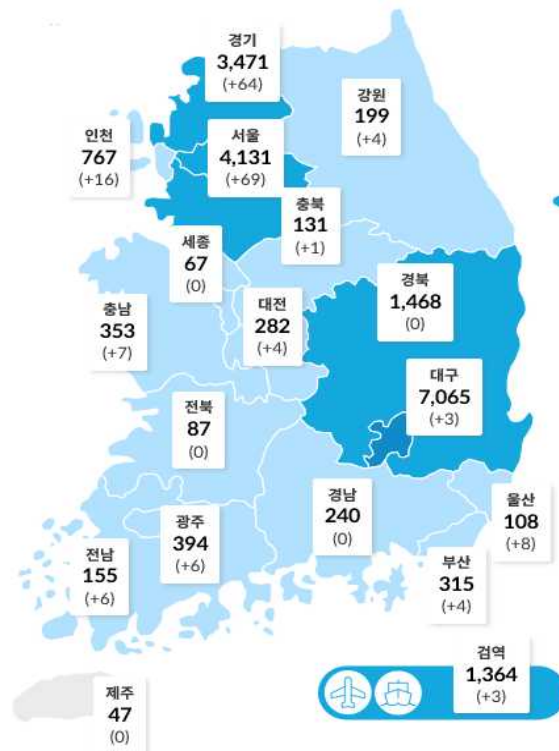 경기
3,471
(+64)
강원
199
(+4)
인천
767
(+16)
서울
4,131
(+69)
충북
131
(+1)
세종
67
(0)
경북
1,468
(0)
충남
353
(+7)
대전
282
(+4)
대구
7,065
(+3)
전북
87
(0)
경남
240
(0)
울산
108
(+8)
광주
394
(+6)
전남
155
(+6)
부산
315
(+4)
검역
1,364
(+3)
제주
47
(0)